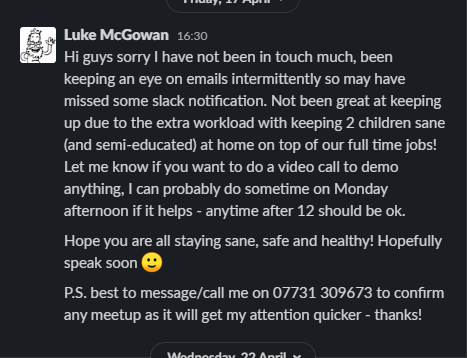 Friday, 17 April
Luke McGowan 16:30
Hi guys sorry I have not been in touch much, been
keeping an eye on emails intermittently so may have
missed some slack notification. Not been great at keeping
up due to the extra workload with keeping 2 children sane
(and semi-educated) at home on top of our full time jobs!
Let me know if you want to do a video call to demo
anything, I can probably do sometime on Monday
afternoon if it helps - anytime after 12 should be ok.
Hope you are all staying sane, safe and healthy! Hopefully
speak soon 🙂
P.S. best to message/call me on 07731 309673 to confirm
any meetup as it will get my attention quicker - thanks!
Wednesday, 22 April